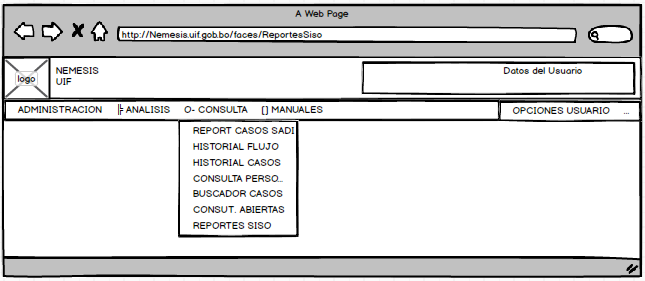 A Web Page
http://Nemesis.uif.gob.bo/faces/ReportesSiso
logo
NEMESIS
UIF
Datos del Usuario
ADMINISTRACION ANALISIS O- CONSULTA [] MANUALES OPCIONES USUARIO ...
REPORT CASOS SADI
HISTORIAL FLUJO
HISTORIAL CASOS
CONSULTA PERSO...
BUSCADOR CASOS
CONSUT. ABIERTAS
REPORTES SISO